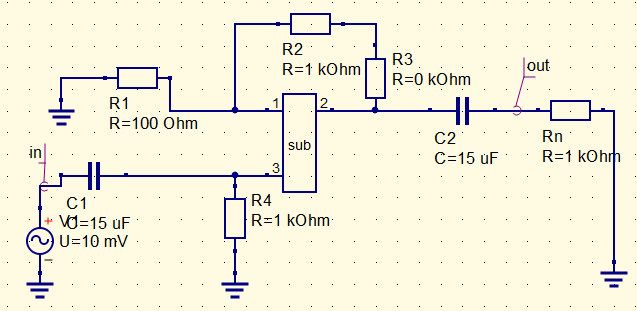 R2
R=1 kOhm
R3
R=0 kOhm
out
R1
R=100 Ohm
1
2
sub
3
C2
C=15 uF
Rn
R=1 kOhm
in
C1
C=15 uF
R4
R=1 kOhm
V1
U=10 mV